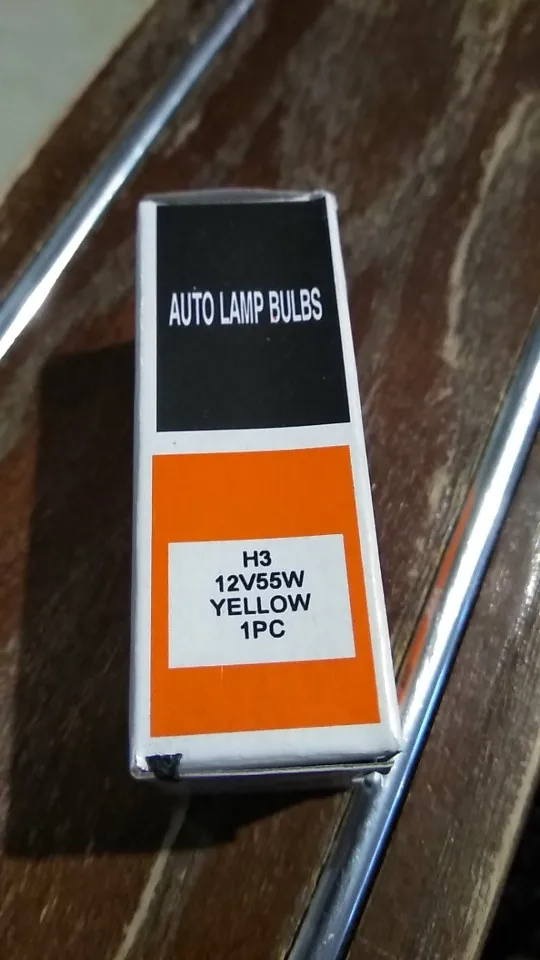 AUTO LAMP BULBS
H3
12V55W
YELLOW
1PC